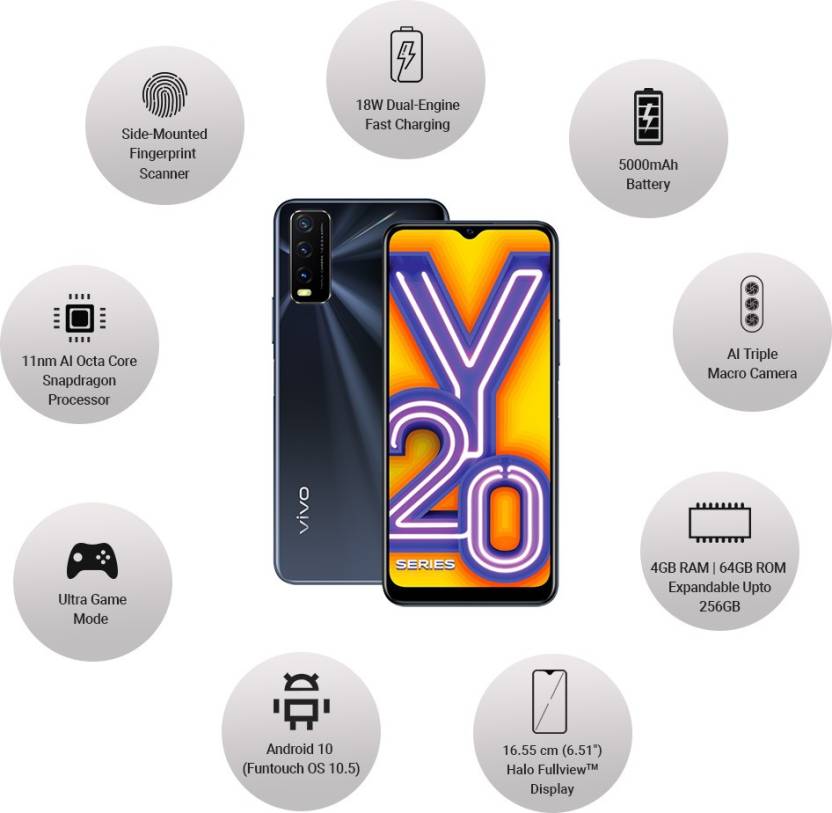 18W Dual-Engine
Fast Charging
Side-Mounted
Fingerprint
Scanner
5000mAh
Battery
11nm AI Octa Core
Snapdragon
Processor
AI Triple
Macro Camera
vivo
Y
20
SERIES
4GB RAM | 64GB ROM
Expandable Upto
256GB
Ultra Game
Mode
Android 10
(Funtouch OS 10.5)
16.55 cm (6.51")
Halo Fullview™
Display